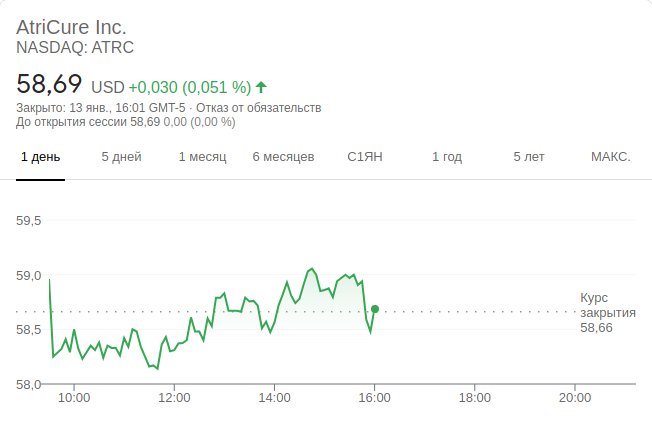 AtriCure Inc.
NASDAQ: ATRC
58,69 USD +0,030 (0,051 %)
Закрыто: 13 янв., 16:01 GMT-5 · Отказ от обязательств
До открытия сессии 58,69 0,00 (0,00 %)
1 день 5 дней 1 месяц 6 месяцев С1ЯН 1 год 5 лет МАКС.
59,5
59,0
Курс
закрытия
58,66
58,5
58,0
10:00 12:00 14:00 16:00 18:00 20:00